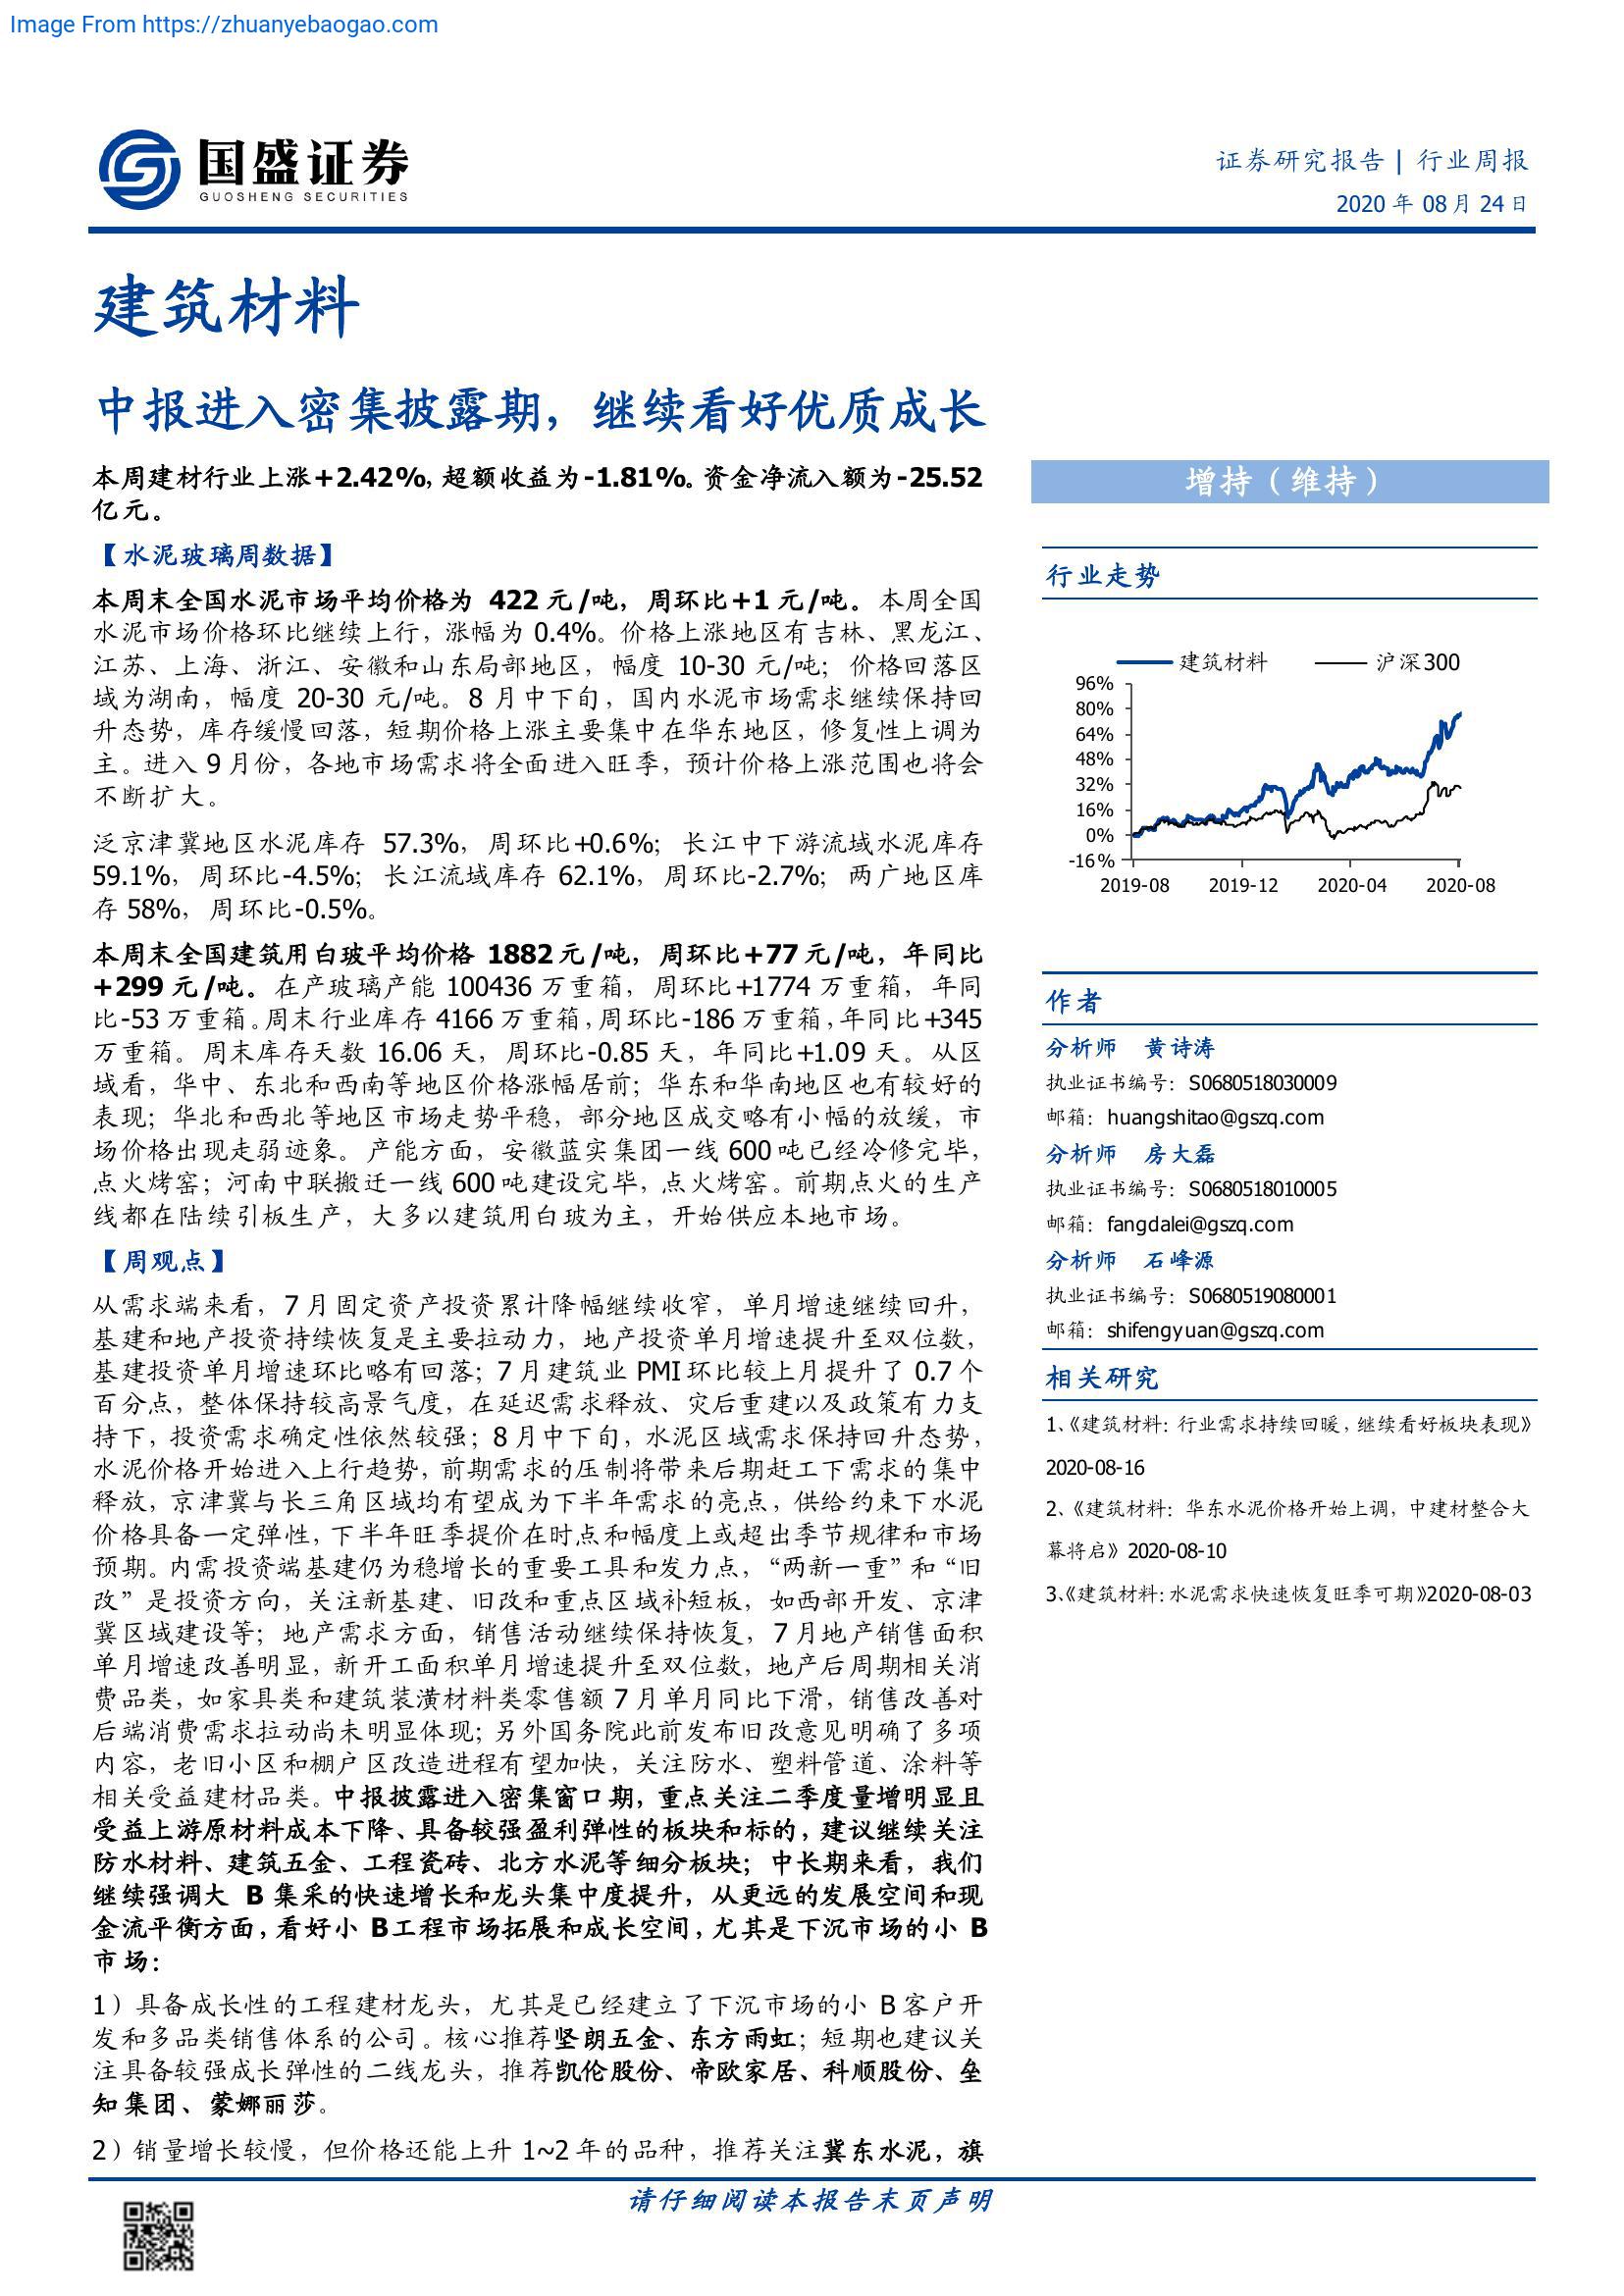 Image From https://zhuanyebaogao.com
国盛证券
GUOSHENG SECURITIES
证券研究报告 | 行业周报
2020 年 08 月 24 日
建筑材料
中报进入密集披露期，继续看好优质成长
本周建材行业上涨+2.42%，超额收益为-1.81%。资金净流入额为-25.52
亿元。
【水泥玻璃周数据】
本周末全国水泥市场平均价格为 422 元/吨，周环比+1 元/吨。本周全国
水泥市场价格环比继续上行，涨幅为 0.4%。价格上涨地区有吉林、黑龙江、
江苏、上海、浙江、安徽和山东局部地区，幅度 10-30 元/吨；价格回落区
域为湖南，幅度 20-30 元/吨。8 月中下旬，国内水泥市场需求继续保持回
升态势，库存缓慢回落，短期价格上涨主要集中在华东地区，修复性上调为
主。进入 9 月份，各地市场需求将全面进入旺季，预计价格上涨范围也将会
不断扩大。
泛京津冀地区水泥库存 57.3%，周环比+0.6%；长江中下游流域水泥库存
59.1%，周环比-4.5%；长江流域库存 62.1%，周环比-2.7%；两广地区库
存 58%，周环比-0.5%。
本周末全国建筑用白玻平均价格 1882 元/吨，周环比+77 元/吨，年同比
+299 元/吨。在产玻璃产能 100436 万重箱，周环比+1774 万重箱，年同
比-53 万重箱。周末行业库存 4166 万重箱，周环比-186 万重箱，年同比+345
万重箱。周末库存天数 16.06 天，周环比-0.85 天，年同比+1.09 天。从区
域看，华中、东北和西南等地区价格涨幅居前；华东和华南地区也有较好的
表现；华北和西北等地区市场走势平稳，部分地区成交略有小幅的放缓，市
场价格出现走弱迹象。产能方面，安徽蓝实集团一线 600 吨已经冷修完毕，
点火烤窑；河南中联搬迁一线 600 吨建设完毕，点火烤窑。前期点火的生产
线都在陆续引板生产，大多以建筑用白玻为主，开始供应本地市场。
【周观点】
从需求端来看，7 月固定资产投资累计降幅继续收窄，单月增速继续回升，
基建和地产投资持续恢复是主要拉动力，地产投资单月增速提升至双位数，
基建投资单月增速环比略有回落；7 月建筑业 PMI 环比较上月提升了 0.7 个
百分点，整体保持较高景气度，在延迟需求释放、灾后重建以及政策有力支
持下，投资需求确定性依然较强；8 月中下旬，水泥区域需求保持回升态势，
水泥价格开始进入上行趋势，前期需求的压制将带来后期赶工下需求的集中
释放，京津冀与长三角区域均有望成为下半年需求的亮点，供给约束下水泥
价格具备一定弹性，下半年旺季提价在时点和幅度上或超出季节规律和市场
预期。内需投资端基建仍为稳增长的重要工具和发力点，“两新一重”和“旧
改”是投资方向，关注新基建、旧改和重点区域补短板，如西部开发、京津
冀区域建设等；地产需求方面，销售活动继续保持恢复，7 月地产销售面积
单月增速改善明显，新开工面积单月增速提升至双位数，地产后周期相关消
费品类，如家具类和建筑装潢材料类零售额 7 月单月同比下滑，销售改善对
后端消费需求拉动尚未明显体现；另外国务院此前发布旧改意见明确了多项
内容，老旧小区和棚户区改造进程有望加快，关注防水、塑料管道、涂料等
相关受益建材品类。中报披露进入密集窗口期，重点关注二季度量增明显且
受益上游原材料成本下降、具备较强盈利弹性的板块和标的，建议继续关注
防水材料、建筑五金、工程瓷砖、北方水泥等细分板块；中长期来看，我们
继续强调大 B 集采的快速增长和龙头集中度提升，从更远的发展空间和现
金流平衡方面，看好小 B 工程市场拓展和成长空间，尤其是下沉市场的小 B
市场：
1）具备成长性的工程建材龙头，尤其是已经建立了下沉市场的小 B 客户开
发和多品类销售体系的公司。核心推荐坚朗五金、东方雨虹；短期也建议关
注具备较强成长弹性的二线龙头，推荐凯伦股份、帝欧家居、科顺股份、垒
知集团、蒙娜丽莎。
2）销量增长较慢，但价格还能上升 1~2 年的品种，推荐关注冀东水泥，旗
增持（维持）
行业走势
建筑材料 沪深300
96%
80%
64%
48%
32%
16%
0%
-16%
2019-08 2019-12 2020-04 2020-08
作者
分析师 黄诗涛
执业证书编号：S0680518030009
邮箱：huangshitao@gszq.com
分析师 房大磊
执业证书编号：S0680518010005
邮箱：fangdalei@gszq.com
分析师 石峰源
执业证书编号：S0680519080001
邮箱：shifengyuan@gszq.com
相关研究
1、《建筑材料：行业需求持续回暖，继续看好板块表现》
2020-08-16
2、《建筑材料：华东水泥价格开始上调，中建材整合大
幕将启》2020-08-10
3、《建筑材料：水泥需求快速恢复旺季可期》2020-08-03
请仔细阅读本报告末页声明